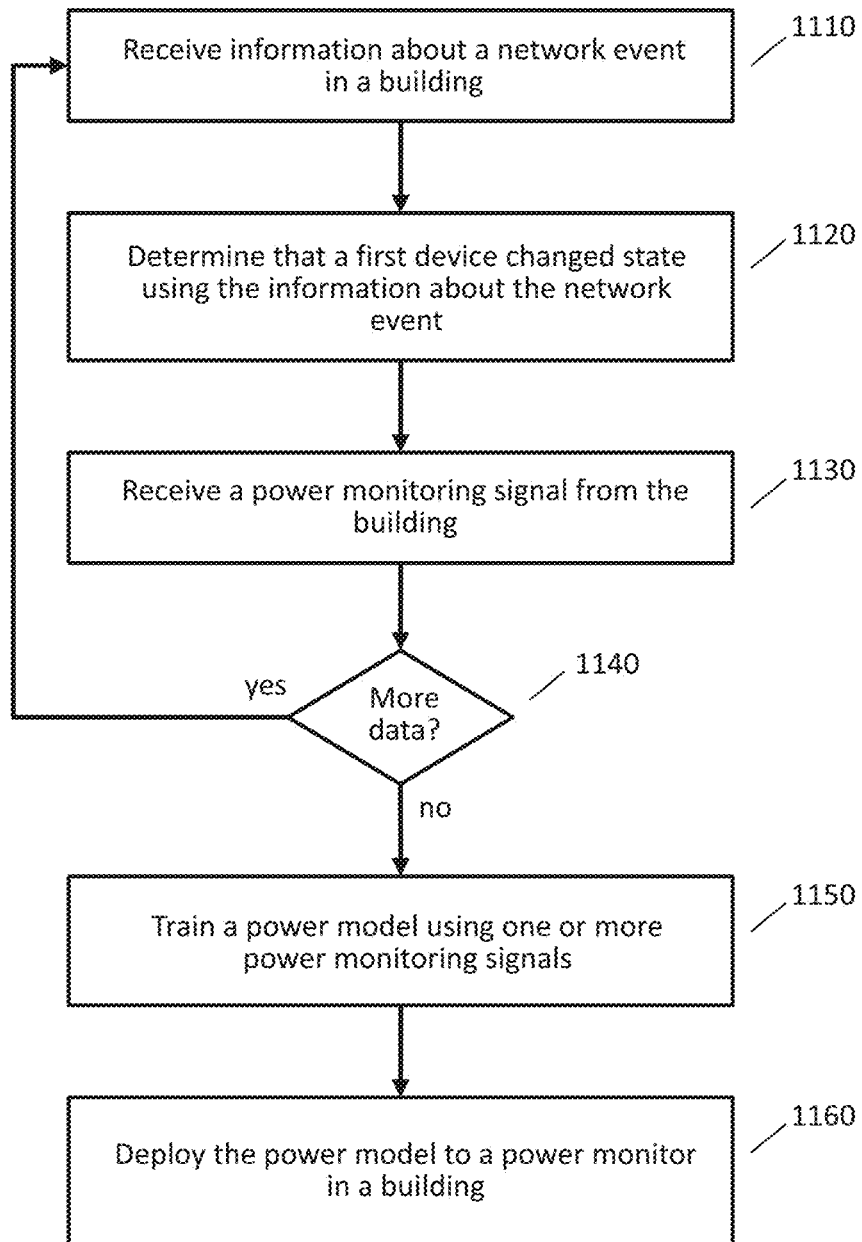 Receive information about a network event
in a building
1110
Determine that a first device changed state
using the information about the network
event
1120
Receive a power monitoring signal from the
building
1130
yes
More
data?
1140
no
Train a power model using one or more
power monitoring signals
1150
Deploy the power model to a power monitor
in a building
1160